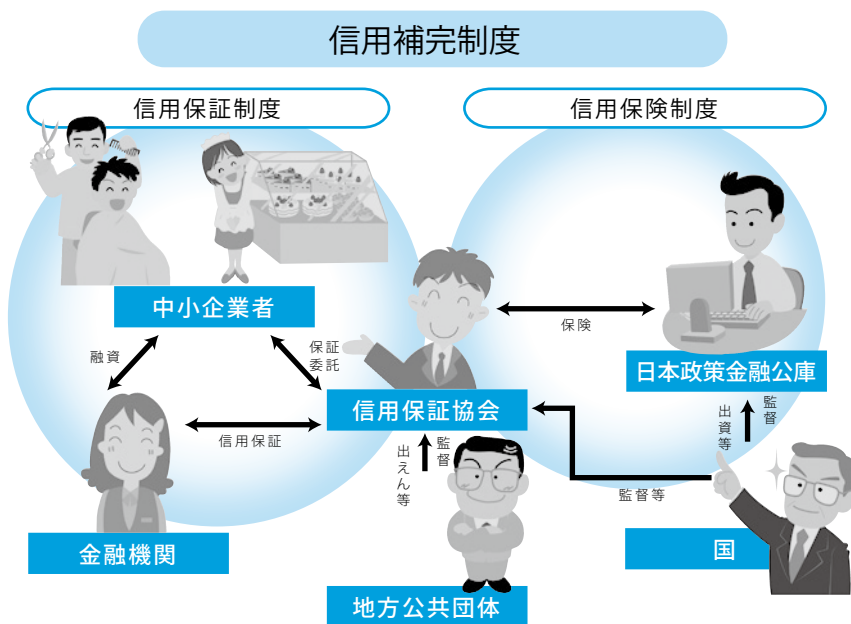 信用補完制度
信用保証制度
信用保険制度
中小企業者
融資
保証
委託
保険
日本政策金融公庫
信用保証協会
信用保証
出えん等
監督
出資等
監督
監督等
金融機関
国
地方公共団体